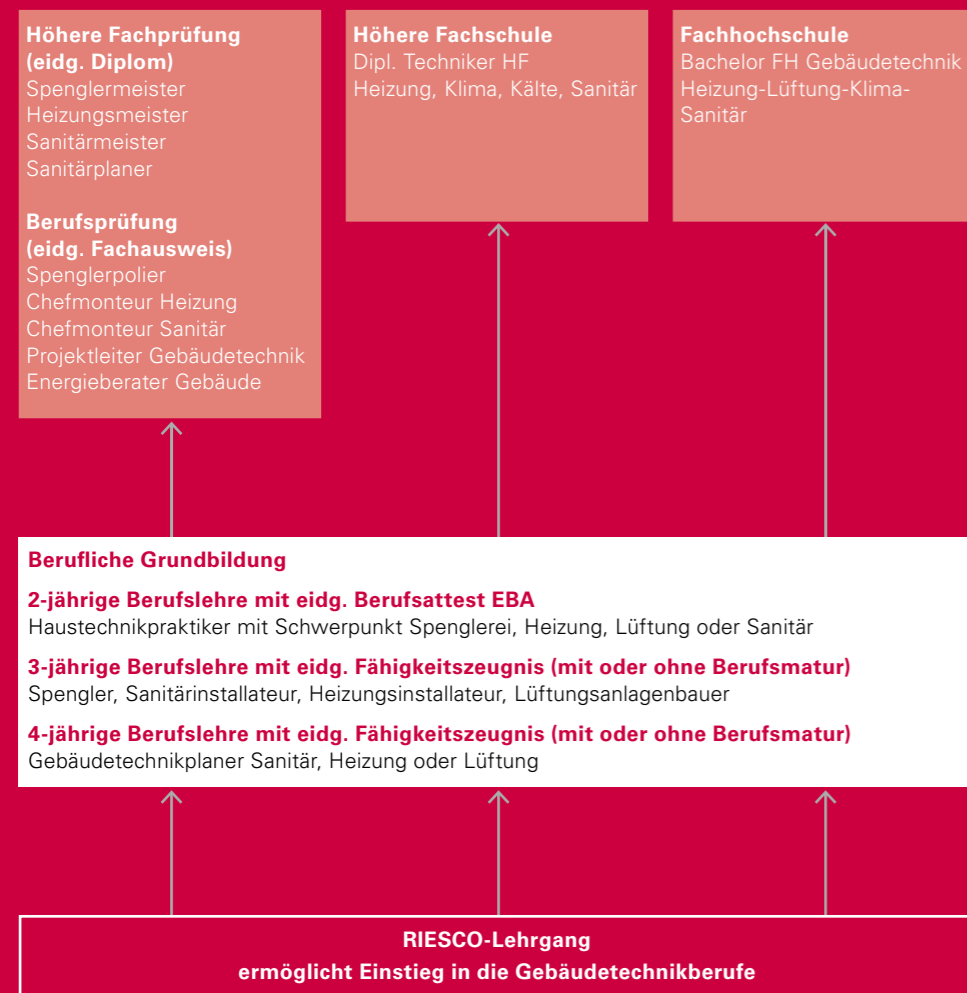 Höhere Fachprüfung
(eidg. Diplom)
Spenglermeister
Heizungsmeister
Sanitärmeister
Sanitärplaner
Berufsprüfung
(eidg. Fachausweis)
Spenglerpolier
Chefmonteur Heizung
Chefmonteur Sanitär
Projektleiter Gebäudetechnik
Energieberater Gebäude
Höhere Fachschule
Dipl. Techniker HF
Heizung, Klima, Kälte, Sanitär
Fachhochschule
Bachelor FH Gebäudetechnik
Heizung-Lüftung-Klima-
Sanitär
Berufliche Grundbildung
2-jährige Berufslehre mit eidg. Berufsattest EBA
Haustechnikpraktiker mit Schwerpunkt Spenglerei, Heizung, Lüftung oder Sanitär
3-jährige Berufslehre mit eidg. Fähigkeitszeugnis (mit oder ohne Berufsmatur)
Spengler, Sanitärinstallateur, Heizungsinstallateur, Lüftungsanlagenbauer
4-jährige Berufslehre mit eidg. Fähigkeitszeugnis (mit oder ohne Berufsmatur)
Gebäudetechnikplaner Sanitär, Heizung oder Lüftung
RIESCO-Lehrgang
ermöglicht Einstieg in die Gebäudetechnikberufe